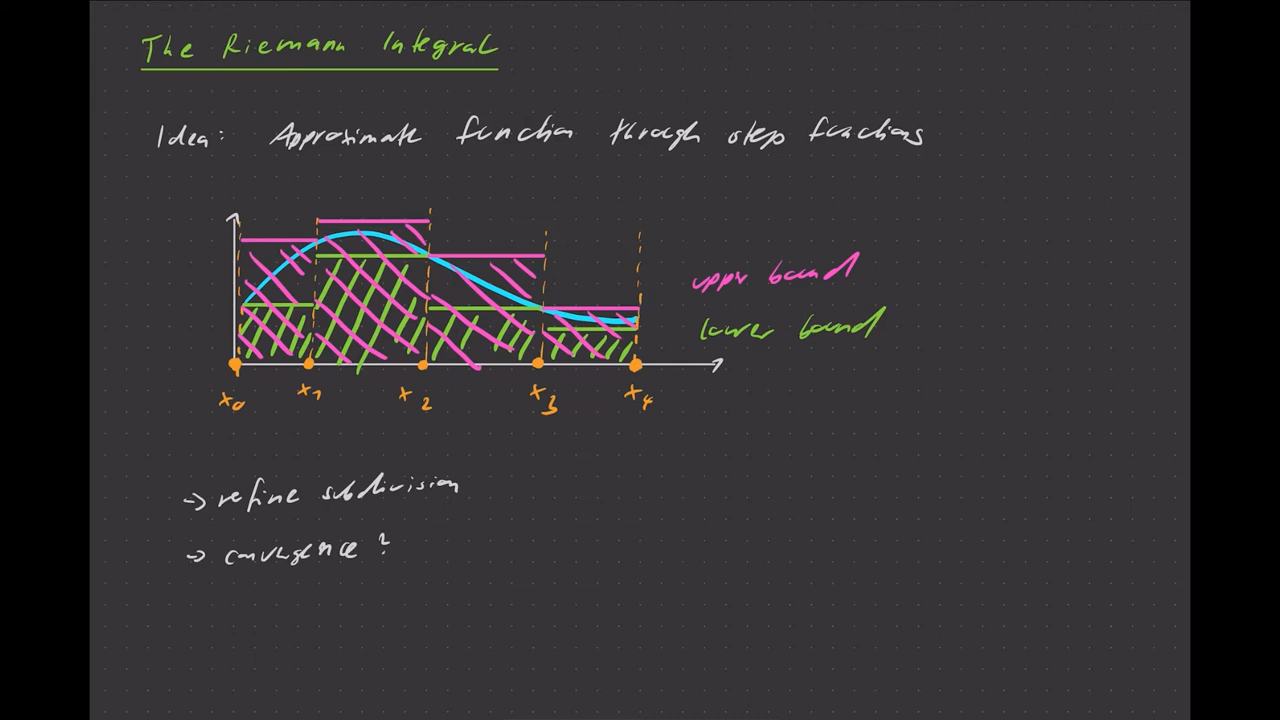 The Riemann Integral
Idea: Approximate function through step functions
upper bound
lower bound
x₀ x₁ x₂ x₃ x₄
→ refine subdivision
→ convergence?